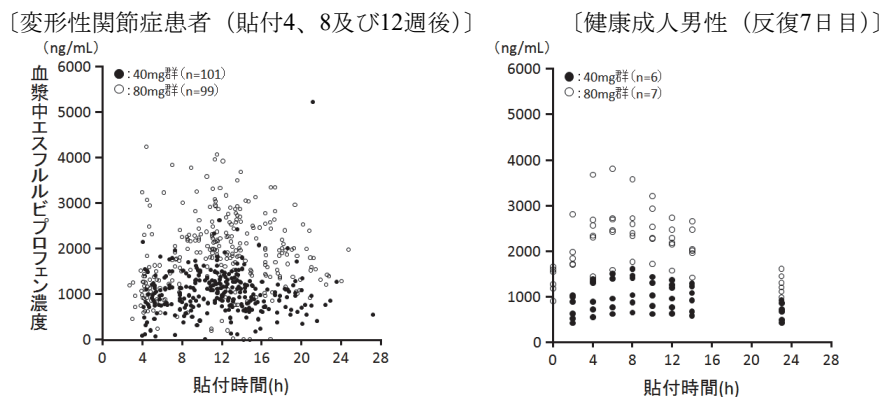 〔変形性関節症患者（貼付4、8及び12週後）〕
(ng/mL)
血漿中エスフルルビプロフェン濃度
6000
5000
4000
3000
2000
1000
0
●：40mg群（n=101）
○：80mg群（n=99）
0 4 8 12 16 20 24 28
貼付時間(h)
〔健康成人男性（反復7日目）〕
(ng/mL)
6000
5000
4000
3000
2000
1000
0
●：40mg群（n=6）
○：80mg群（n=7）
0 4 8 12 16 20 24 28
貼付時間(h)